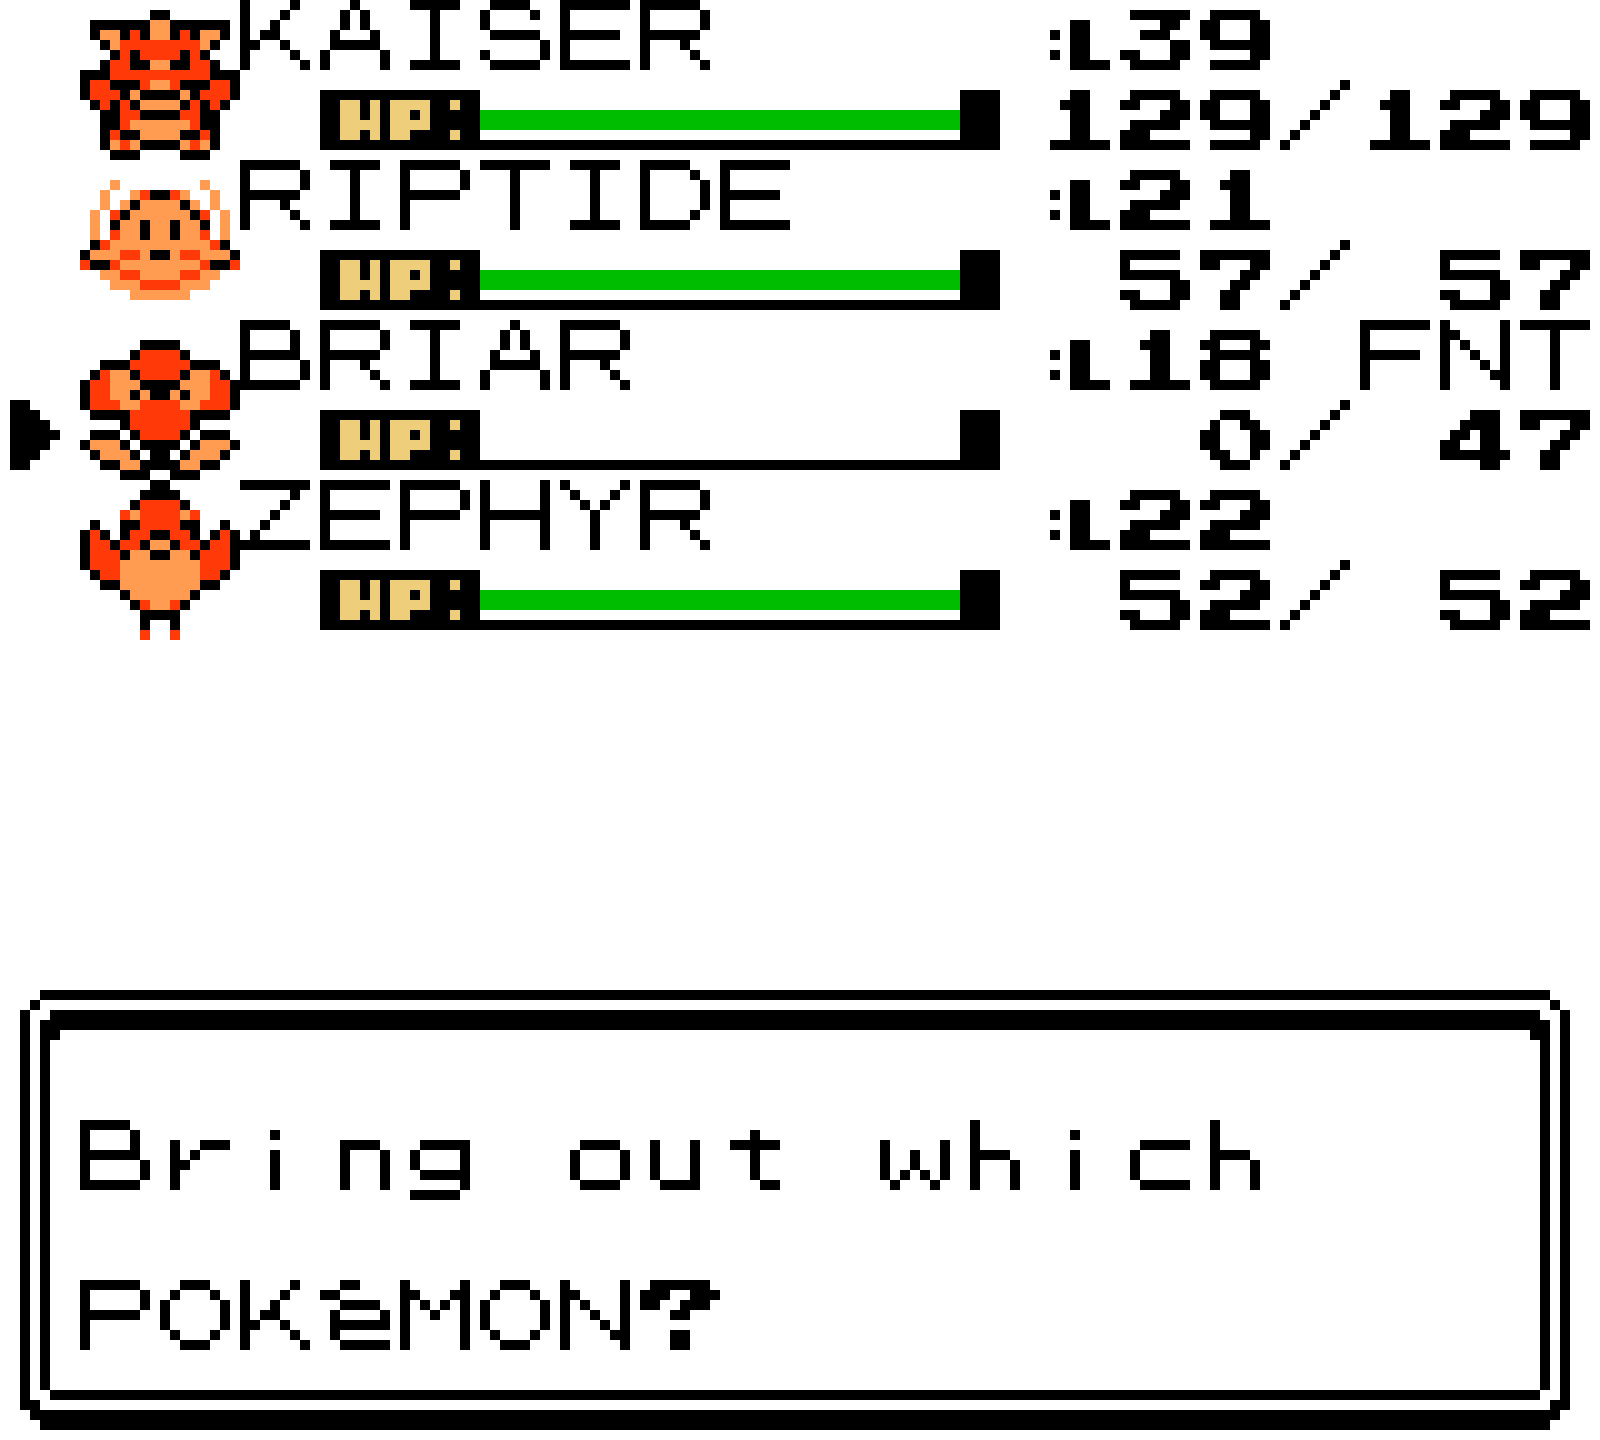 KAISER :L39
HP: 129/129
RIPTIDE :L21
HP: 57/ 57
BRIAR :L18 FNT
HP: 0/ 47
ZEPHYR :L22
HP: 52/ 52
Bring out which
POKéMON?